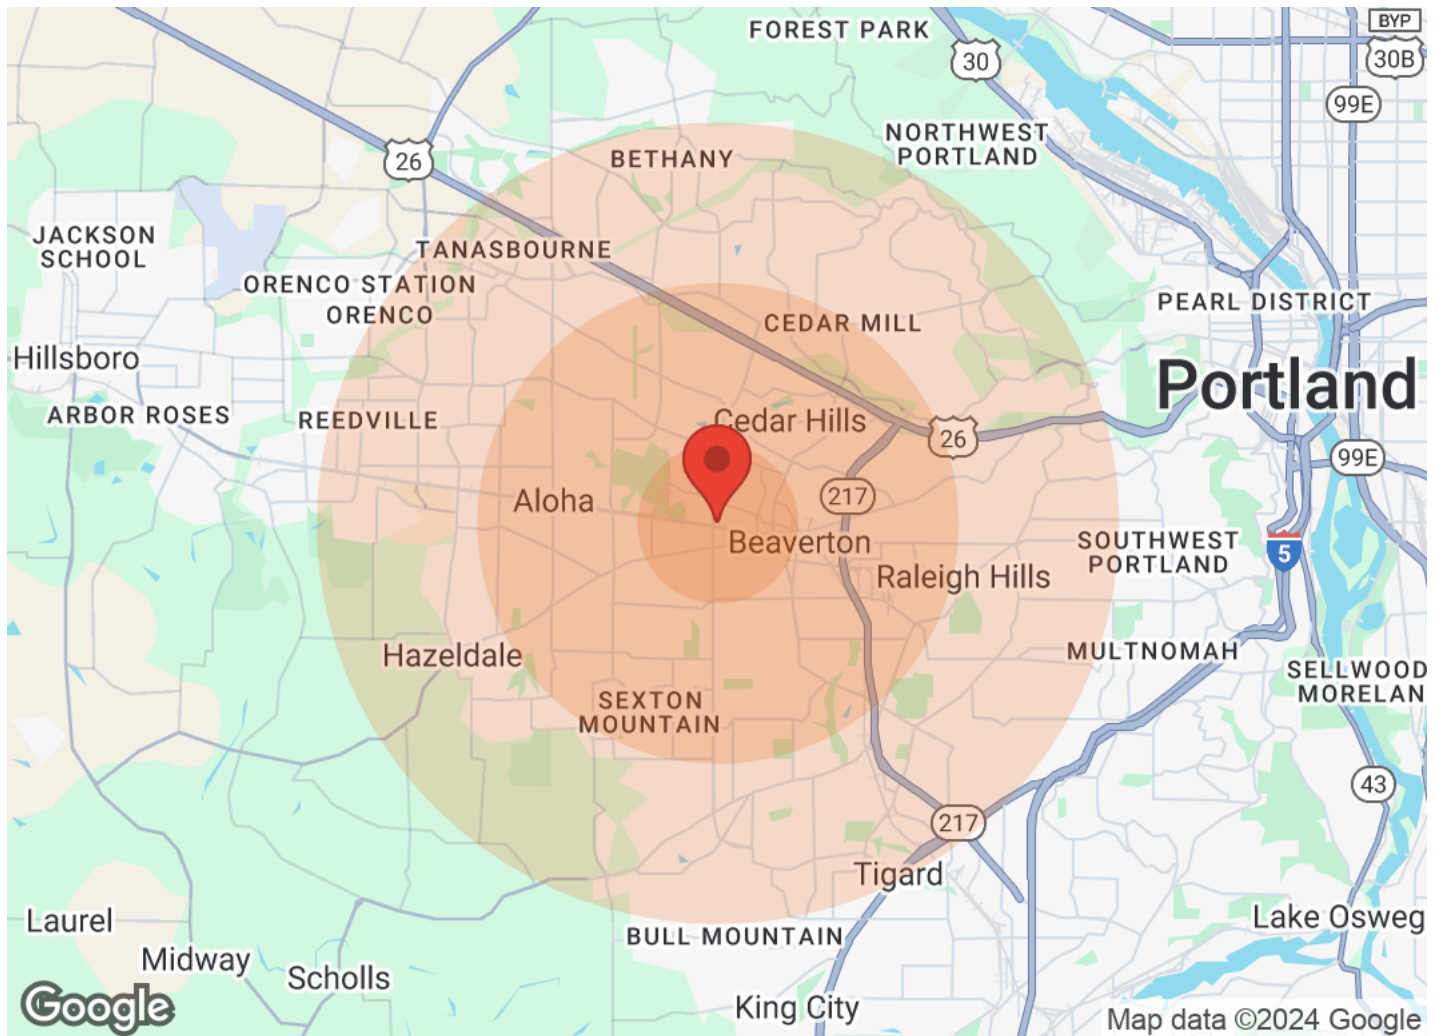 FOREST PARK
BYP
30
30B
99E
NORTHWEST
PORTLAND
BETHANY
26
JACKSON
SCHOOL
TANASBOURNE
ORENCO STATION
ORENCO
PEARL DISTRICT
CEDAR MILL
Hillsboro
Portland
ARBOR ROSES
REEDVILLE
Cedar Hills
26
99E
Aloha
217
Beaverton
SOUTHWEST
PORTLAND
5
Raleigh Hills
Hazeldale
MULTNOMAH
SELLWOOD
MORELAN
SEXTON
MOUNTAIN
43
217
Tigard
Laurel
Lake Osweg
BULL MOUNTAIN
Midway
Scholls
King City
Google
Map data ©2024 Google